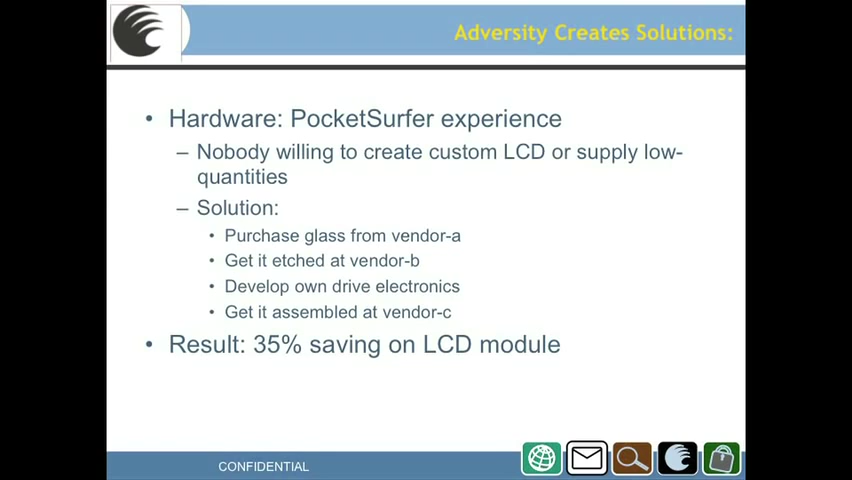 Adversity Creates Solutions:
• Hardware: PocketSurfer experience
– Nobody willing to create custom LCD or supply low-
quantities
– Solution:
• Purchase glass from vendor-a
• Get it etched at vendor-b
• Develop own drive electronics
• Get it assembled at vendor-c
• Result: 35% saving on LCD module
CONFIDENTIAL